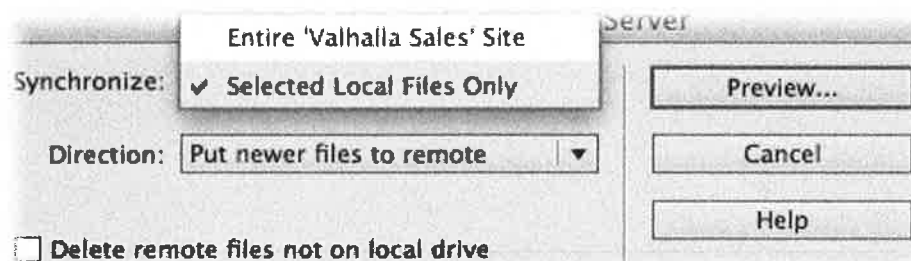 Server
Entire 'Valhalla Sales' Site
Synchronize: ✔ Selected Local Files Only
Preview...
Direction: Put newer files to remote
Cancel
Help
Delete remote files not on local drive